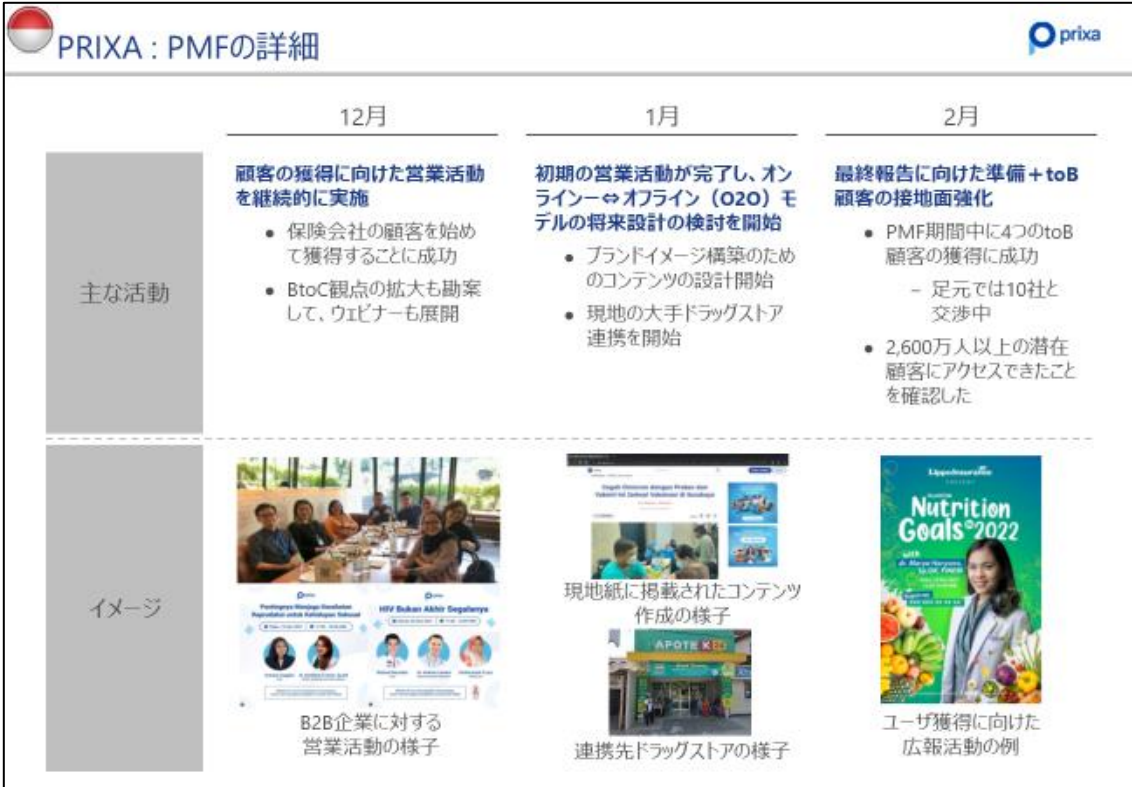 PRIXA : PMFの詳細
prixa
12月
1月
2月
主な活動
顧客の獲得に向けた営業活動
を継続的に実施
● 保険会社の顧客を始め
て獲得することに成功
● BtoC観点の拡大も勘案
して、ウェビナーも展開
初期の営業活動が完了し、オン
ラインー⇔オフライン（O2O）モ
デルの将来設計の検討を開始
● ブランドイメージ構築のため
のコンテンツの設計開始
● 現地の大手ドラッグストア
連携を開始
最終報告に向けた準備＋toB
顧客の接地面強化
● PMF期間中に4つのtoB
顧客の獲得に成功
– 足元では10社と
交渉中
● 2,600万人以上の潜在
顧客にアクセスできたこと
を確認した
イメージ
prixa
Pentingnya Menjaga Kesehatan
Reproduksi untuk Kehidupan Seksual
prixa
HIV Bukan Akhir Segalanya
B2B企業に対する
営業活動の様子
現地紙に掲載されたコンテンツ
作成の様子
APOTEK
連携先ドラッグストアの様子
LippoInsurance
PRESENT
Nutrition
Goals 2022
with
ユーザ獲得に向けた
広報活動の例